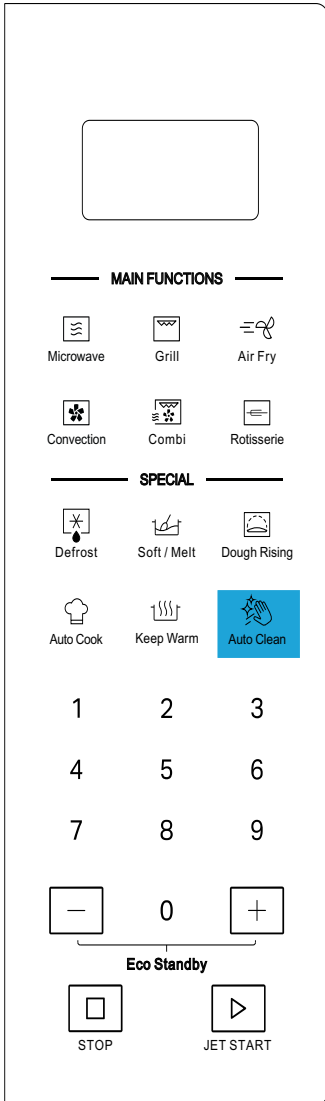 MAIN FUNCTIONS
Microwave Grill Air Fry
Convection Combi Rotisserie
SPECIAL
Defrost Soft / Melt Dough Rising
Auto Cook Keep Warm Auto Clean
1 2 3
4 5 6
7 8 9
− 0 +
Eco Standby
STOP JET START